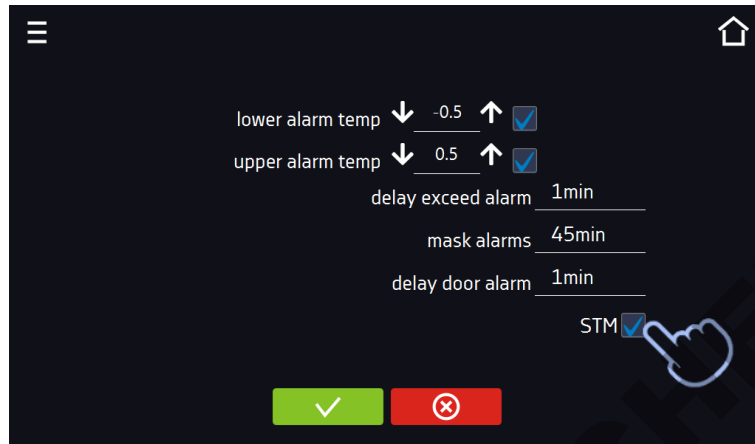 lower alarm temp -0.5
upper alarm temp 0.5
delay exceed alarm 1min
mask alarms 45min
delay door alarm 1min
STM